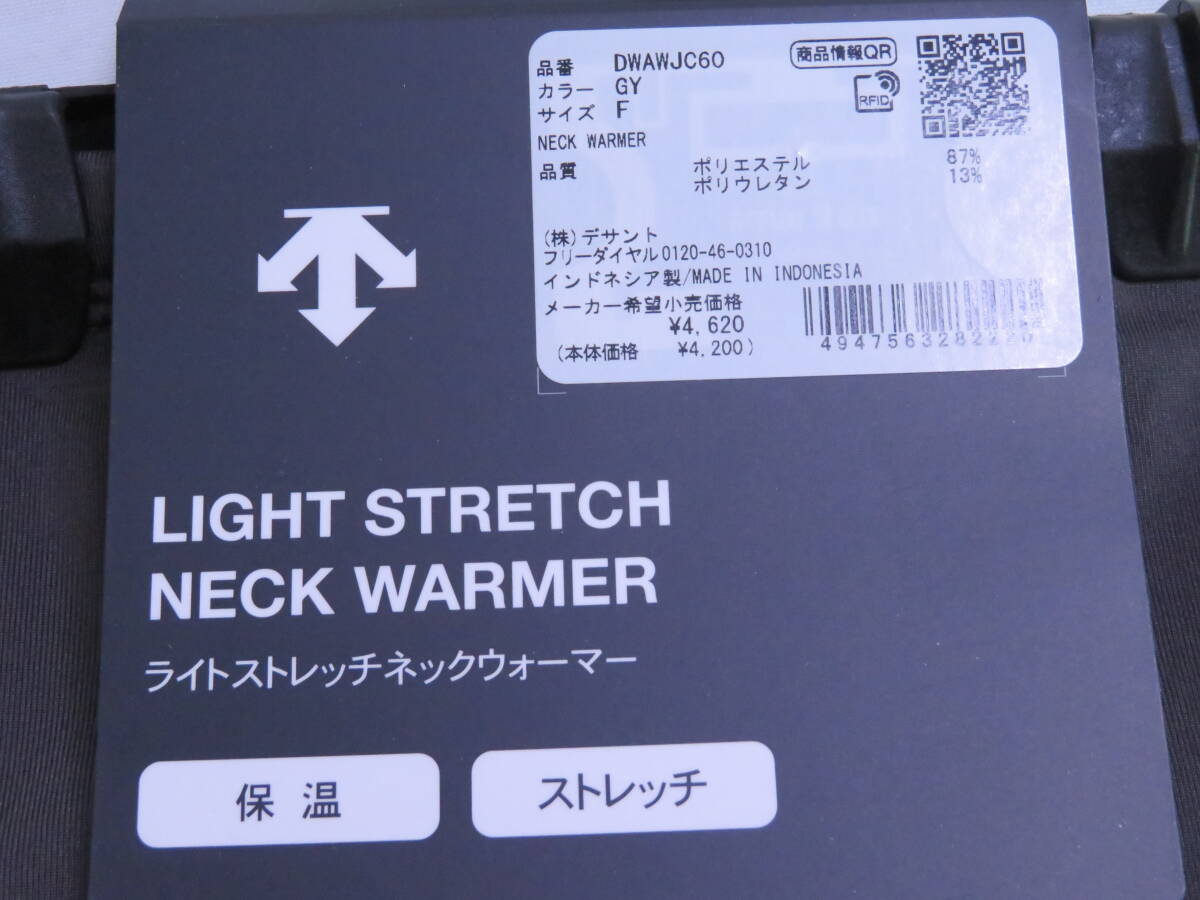 品番 DWAWJC60
商品情報QR
カラー GY
RFID
サイズ F
NECK WARMER
品質 ポリエステル 87%
ポリウレタン 13%
(株)デサント
フリーダイヤル0120-46-0310
インドネシア製/MADE IN INDONESIA
メーカー希望小売価格
¥4,620
(本体価格 ¥4,200)
LIGHT STRETCH
NECK WARMER
ライトストレッチネックウォーマー
保温
ストレッチ